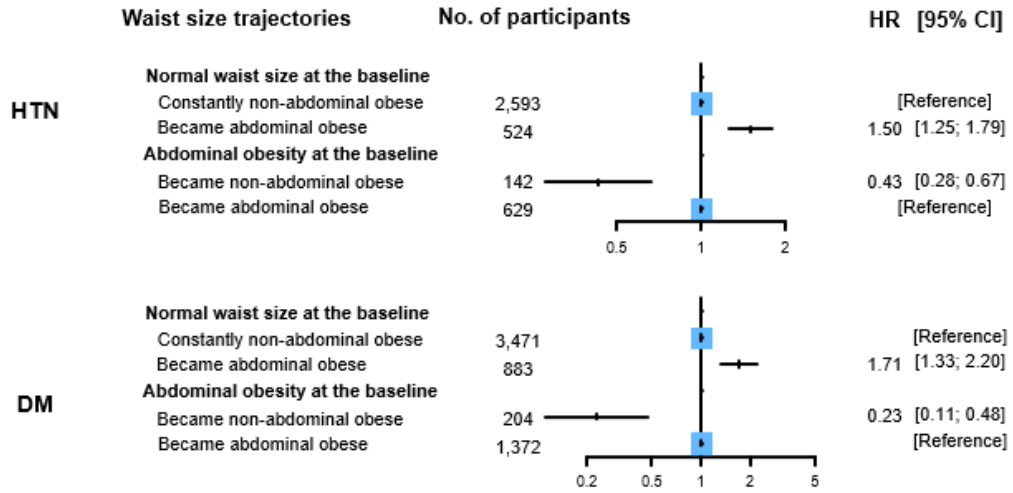 Waist size trajectories No. of participants HR [95% CI]
Normal waist size at the baseline
HTN
Constantly non-abdominal obese 2,593 [Reference]
Became abdominal obese 524 1.50 [1.25; 1.79]
Abdominal obesity at the baseline
Became non-abdominal obese 142 0.43 [0.28; 0.67]
Became abdominal obese 629 [Reference]
0.5 1 2
Normal waist size at the baseline
Constantly non-abdominal obese 3,471 [Reference]
Became abdominal obese 883 1.71 [1.33; 2.20]
Abdominal obesity at the baseline
DM
Became non-abdominal obese 204 0.23 [0.11; 0.48]
Became abdominal obese 1,372 [Reference]
0.2 0.5 1 2 5